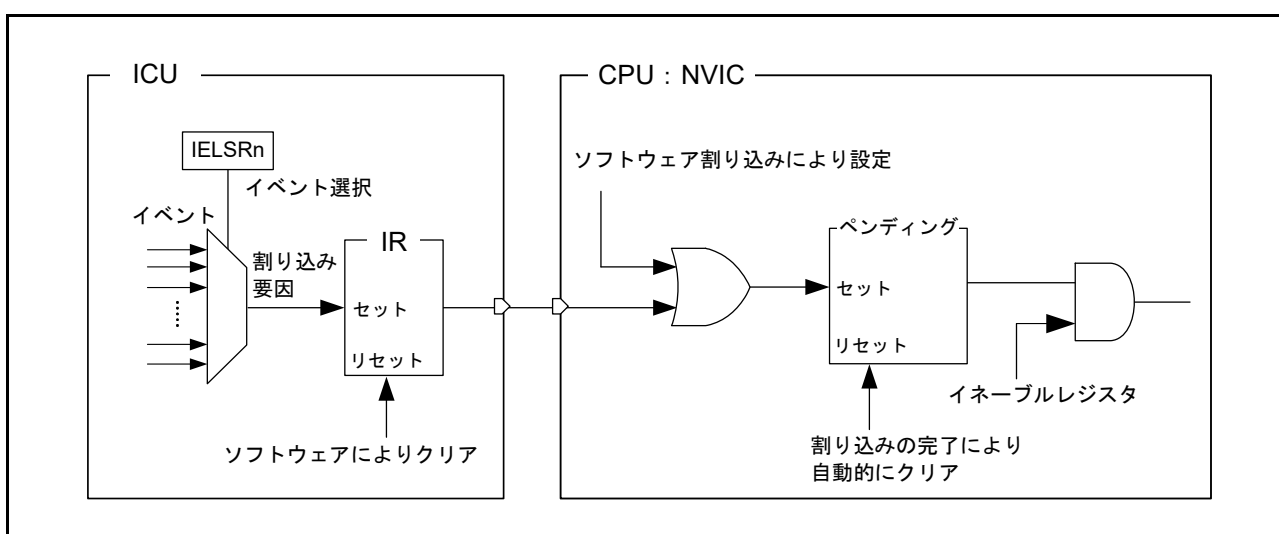 ICU
IELSRn
イベント選択
イベント
割り込み
要因
IR
セット
リセット
ソフトウェアによりクリア
CPU：NVIC
ソフトウェア割り込みにより設定
ペンディング
セット
リセット
イネーブルレジスタ
割り込みの完了により
自動的にクリア